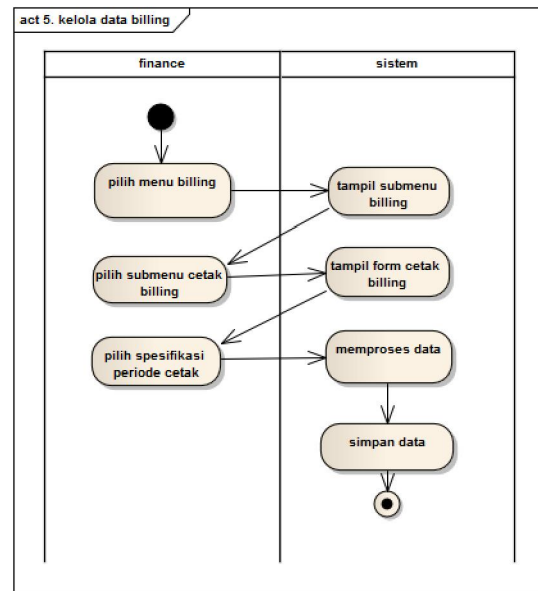 act 5. kelola data billing
finance
sistem
pilih menu billing
tampil submenu
billing
pilih submenu cetak
billing
tampil form cetak
billing
pilih spesifikasi
periode cetak
memproses data
simpan data